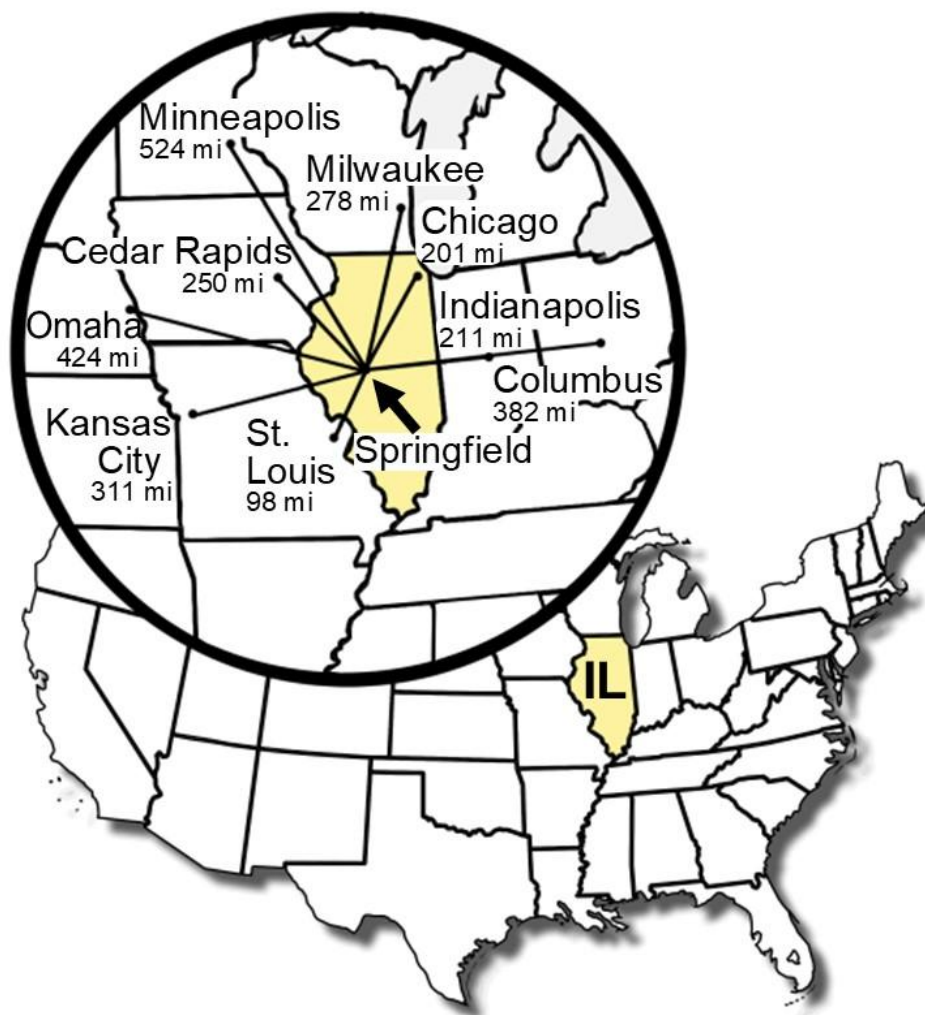 Minneapolis
524 mi
Milwaukee
278 mi
Chicago
201 mi
Cedar Rapids
250 mi
Indianapolis
211 mi
Omaha
424 mi
Columbus
382 mi
Kansas
City
311 mi
St.
Louis
98 mi
Springfield
IL